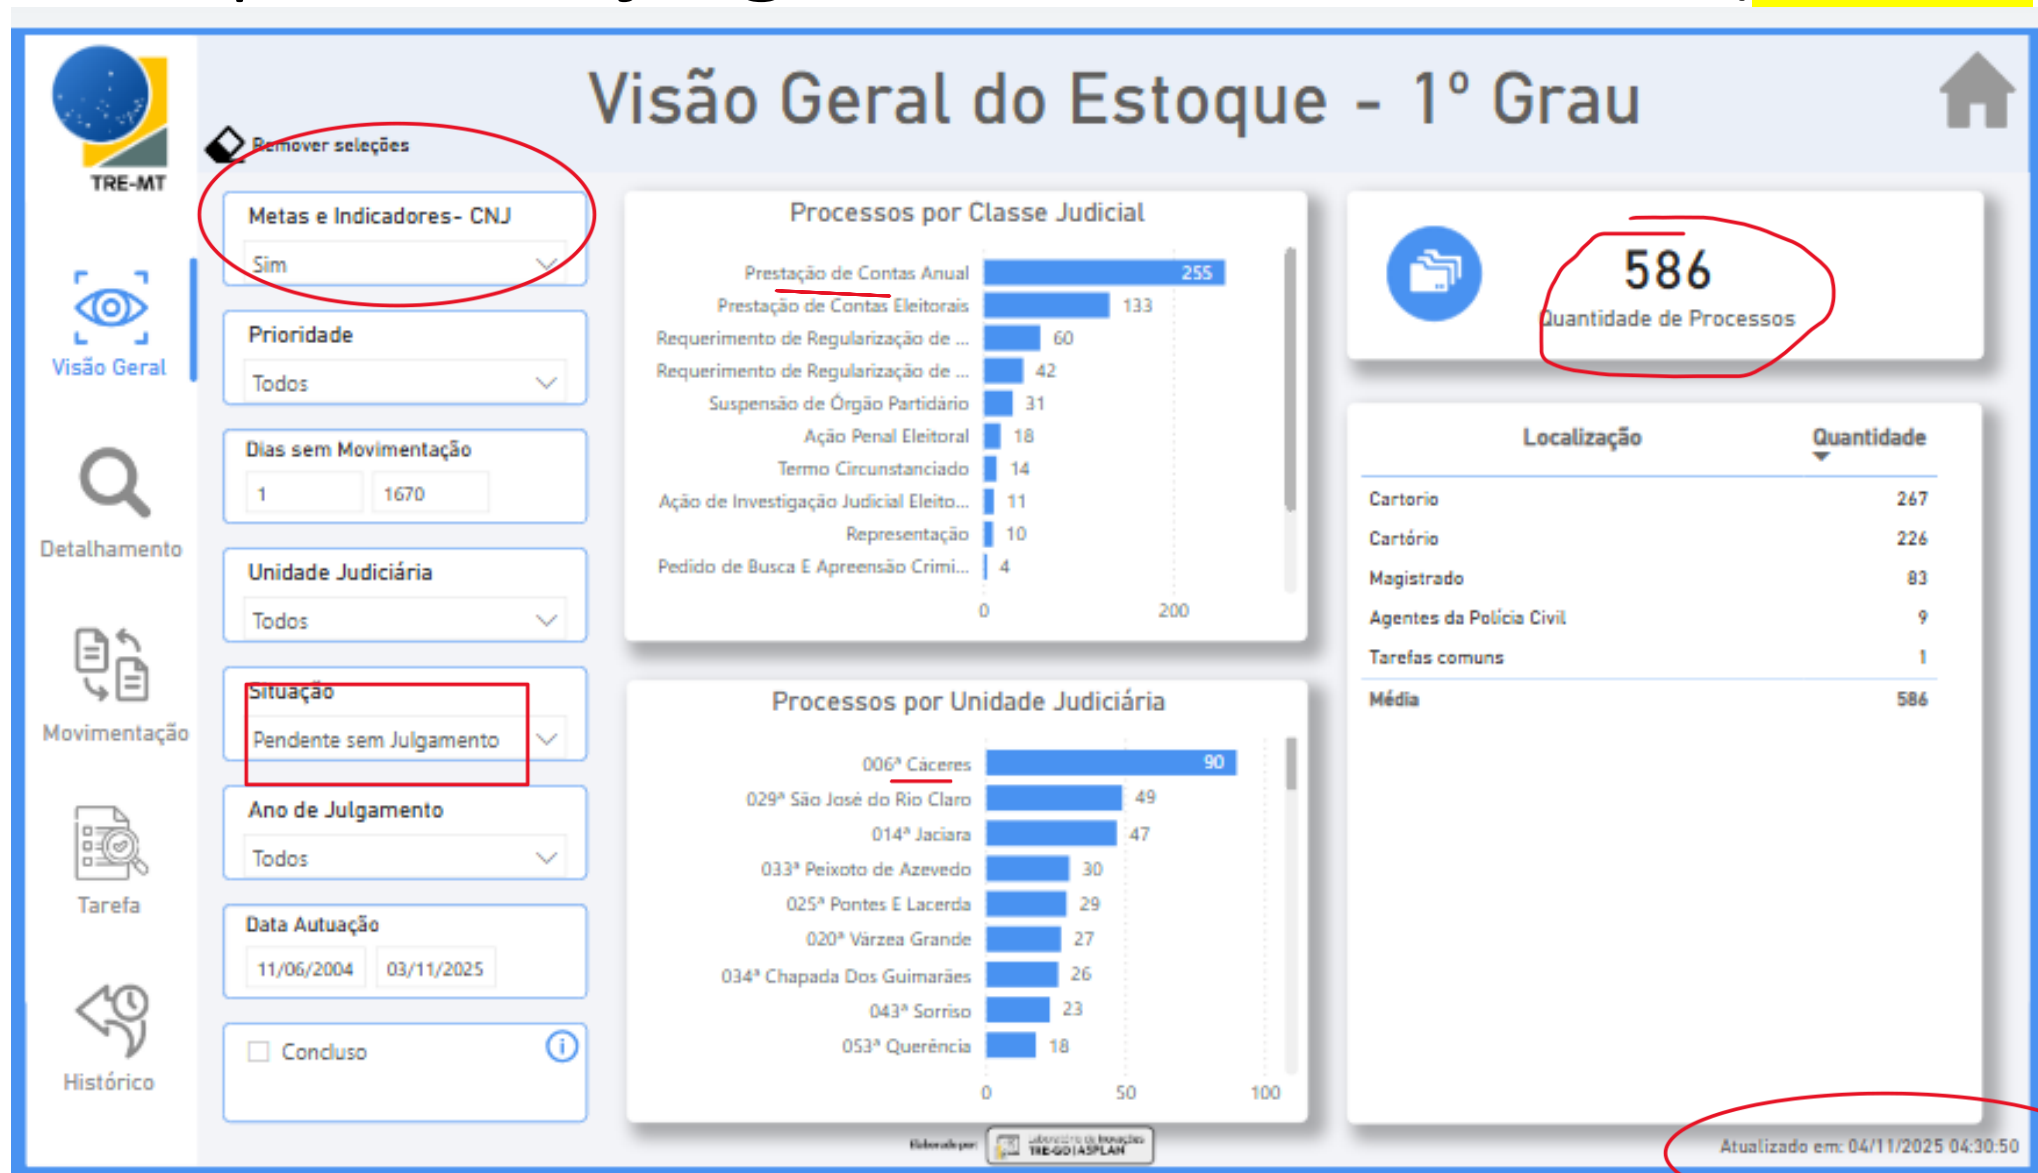 Visão Geral do Estoque - 1º Grau
Remover seleções
TRE-MT
Visão Geral
Detalhamento
Movimentação
Tarefa
Histórico
Metas e Indicadores- CNJ
Sim
Prioridade
Todos
Dias sem Movimentação
1 1670
Unidade Judiciária
Todos
Situação
Pendente sem Julgamento
Ano de Julgamento
Todos
Data Autuação
11/06/2004 03/11/2025
Concluso
Processos por Classe Judicial
Prestação de Contas Anual 255
Prestação de Contas Eleitorais 133
Requerimento de Regularização de ... 60
Requerimento de Regularização de ... 42
Suspensão de Órgão Partidário 31
Ação Penal Eleitoral 18
Termo Circunstanciado 14
Ação de Investigação Judicial Eleito... 11
Representação 10
Pedido de Busca E Apreensão Crimi... 4
0 200
Processos por Unidade Judiciária
006ª Cáceres 90
029ª São José do Rio Claro 49
014ª Jaciara 47
033ª Peixoto de Azevedo 30
025ª Pontes E Lacerda 29
020ª Várzea Grande 27
034ª Chapada Dos Guimarães 26
043ª Sorriso 23
053ª Querência 18
0 50 100
Elaborado por:
Laboratório de Inovações
TRE-GO | ASPLAN
586
Quantidade de Processos
Localização Quantidade
Cartorio 267
Cartório 226
Magistrado 83
Agentes da Polícia Civil 9
Tarefas comuns 1
Média 586
Atualizado em: 04/11/2025 04:30:50